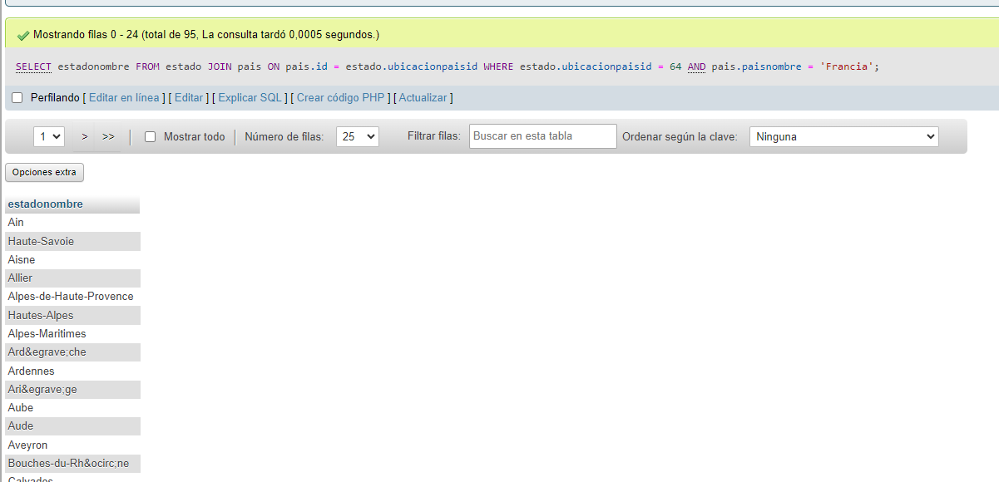 Mostrando filas 0 - 24 (total de 95, La consulta tardó 0,0005 segundos.)
SELECT estadonombre FROM estado JOIN pais ON pais.id = estado.ubicacionpaisid WHERE estado.ubicacionpaisid = 64 AND pais.paisnombre = 'Francia';
Perfilando [ Editar en línea ] [ Editar ] [ Explicar SQL ] [ Crear código PHP ] [ Actualizar ]
1 > >> | Mostrar todo | Número de filas: 25 Filtrar filas: Buscar en esta tabla Ordenar según la clave: Ninguna
Opciones extra
estadonombre
Ain
Haute-Savoie
Aisne
Allier
Alpes-de-Haute-Provence
Hautes-Alpes
Alpes-Maritimes
Ard&egrave;che
Ardennes
Ari&egrave;ge
Aube
Aude
Aveyron
Bouches-du-Rh&ocirc;ne
Calvados